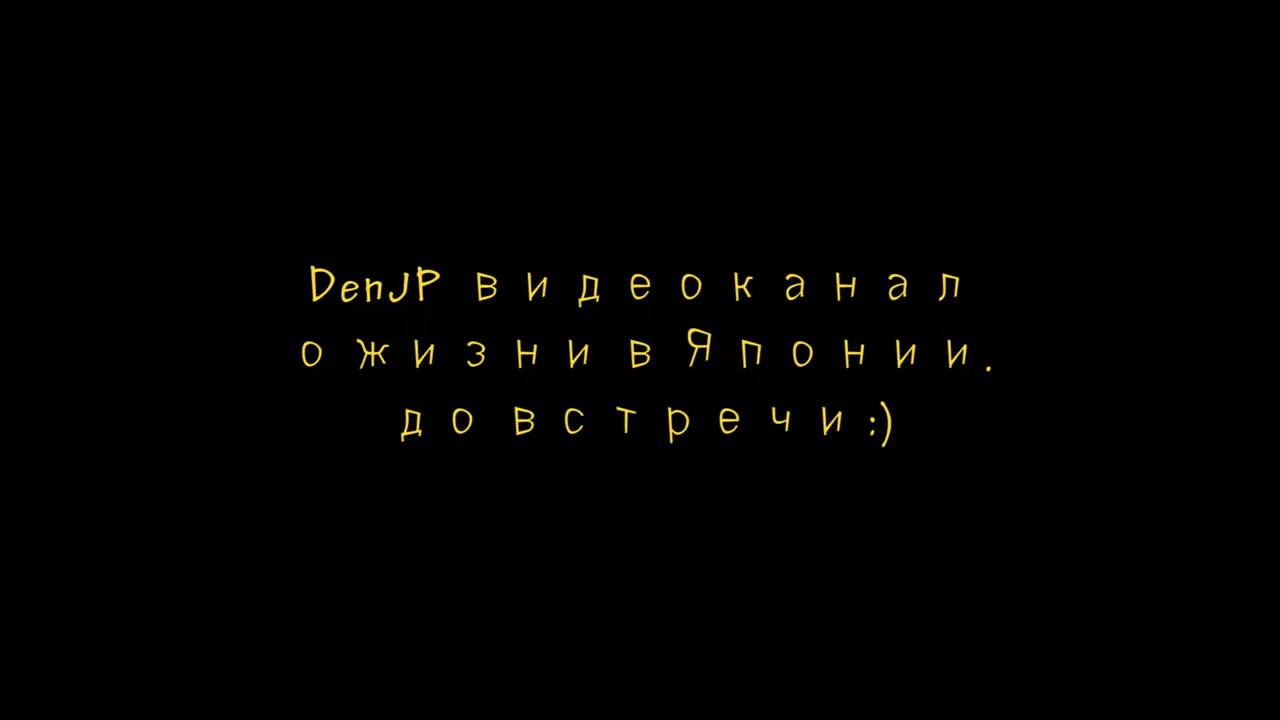 DenJP видеоканал
о жизни в Японии.
до встречи:)